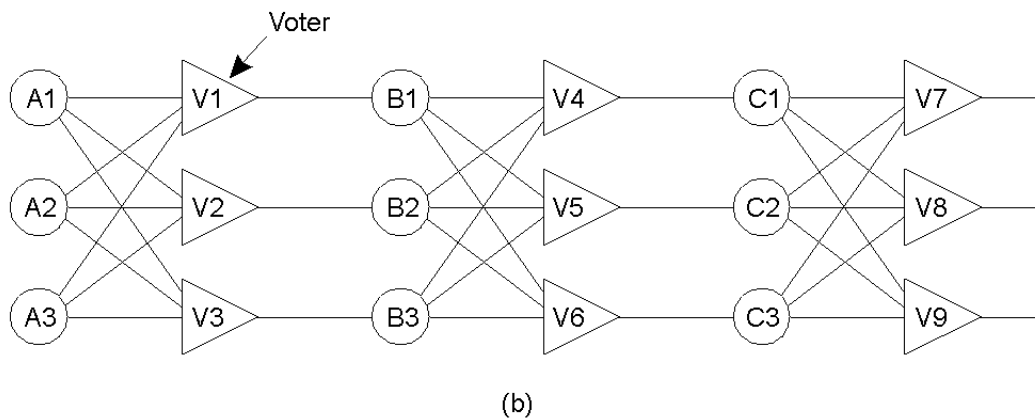 Voter
A1 V1 B1 V4 C1 V7
A2 V2 B2 V5 C2 V8
A3 V3 B3 V6 C3 V9
(b)